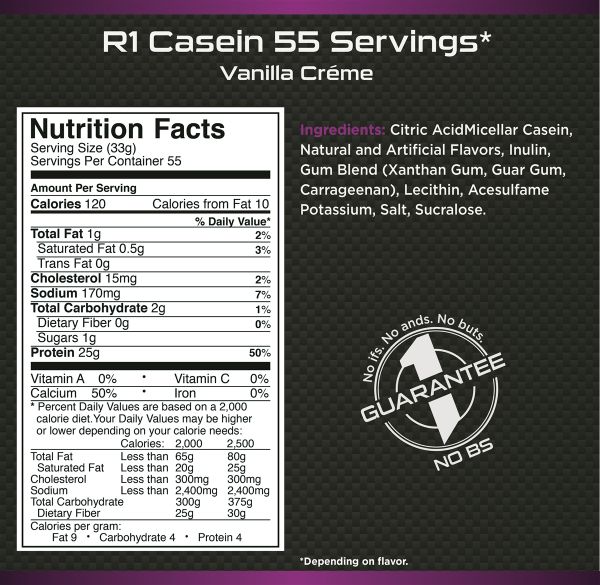 R1 Casein 55 Servings*
Vanilla Créme
Nutrition Facts
Serving Size (33g)
Servings Per Container 55
Amount Per Serving
Calories 120 Calories from Fat 10
% Daily Value*
Total Fat 1g 2%
Saturated Fat 0.5g 3%
Trans Fat 0g
Cholesterol 15mg 2%
Sodium 170mg 7%
Total Carbohydrate 2g 1%
Dietary Fiber 0g 0%
Sugars 1g
Protein 25g 50%
Vitamin A 0% • Vitamin C 0%
Calcium 50% • Iron 0%
* Percent Daily Values are based on a 2,000
calorie diet.Your Daily Values may be higher
or lower depending on your calorie needs:
Calories: 2,000 2,500
Total Fat Less than 65g 80g
Saturated Fat Less than 20g 25g
Cholesterol Less than 300mg 300mg
Sodium Less than 2,400mg 2,400mg
Total Carbohydrate 300g 375g
Dietary Fiber 25g 30g
Calories per gram:
Fat 9 • Carbohydrate 4 • Protein 4
Ingredients: Citric AcidMicellar Casein,
Natural and Artificial Flavors, Inulin,
Gum Blend (Xanthan Gum, Guar Gum,
Carrageenan), Lecithin, Acesulfame
Potassium, Salt, Sucralose.
No ifs. No ands. No buts.
1
GUARANTEE
NO BS
*Depending on flavor.